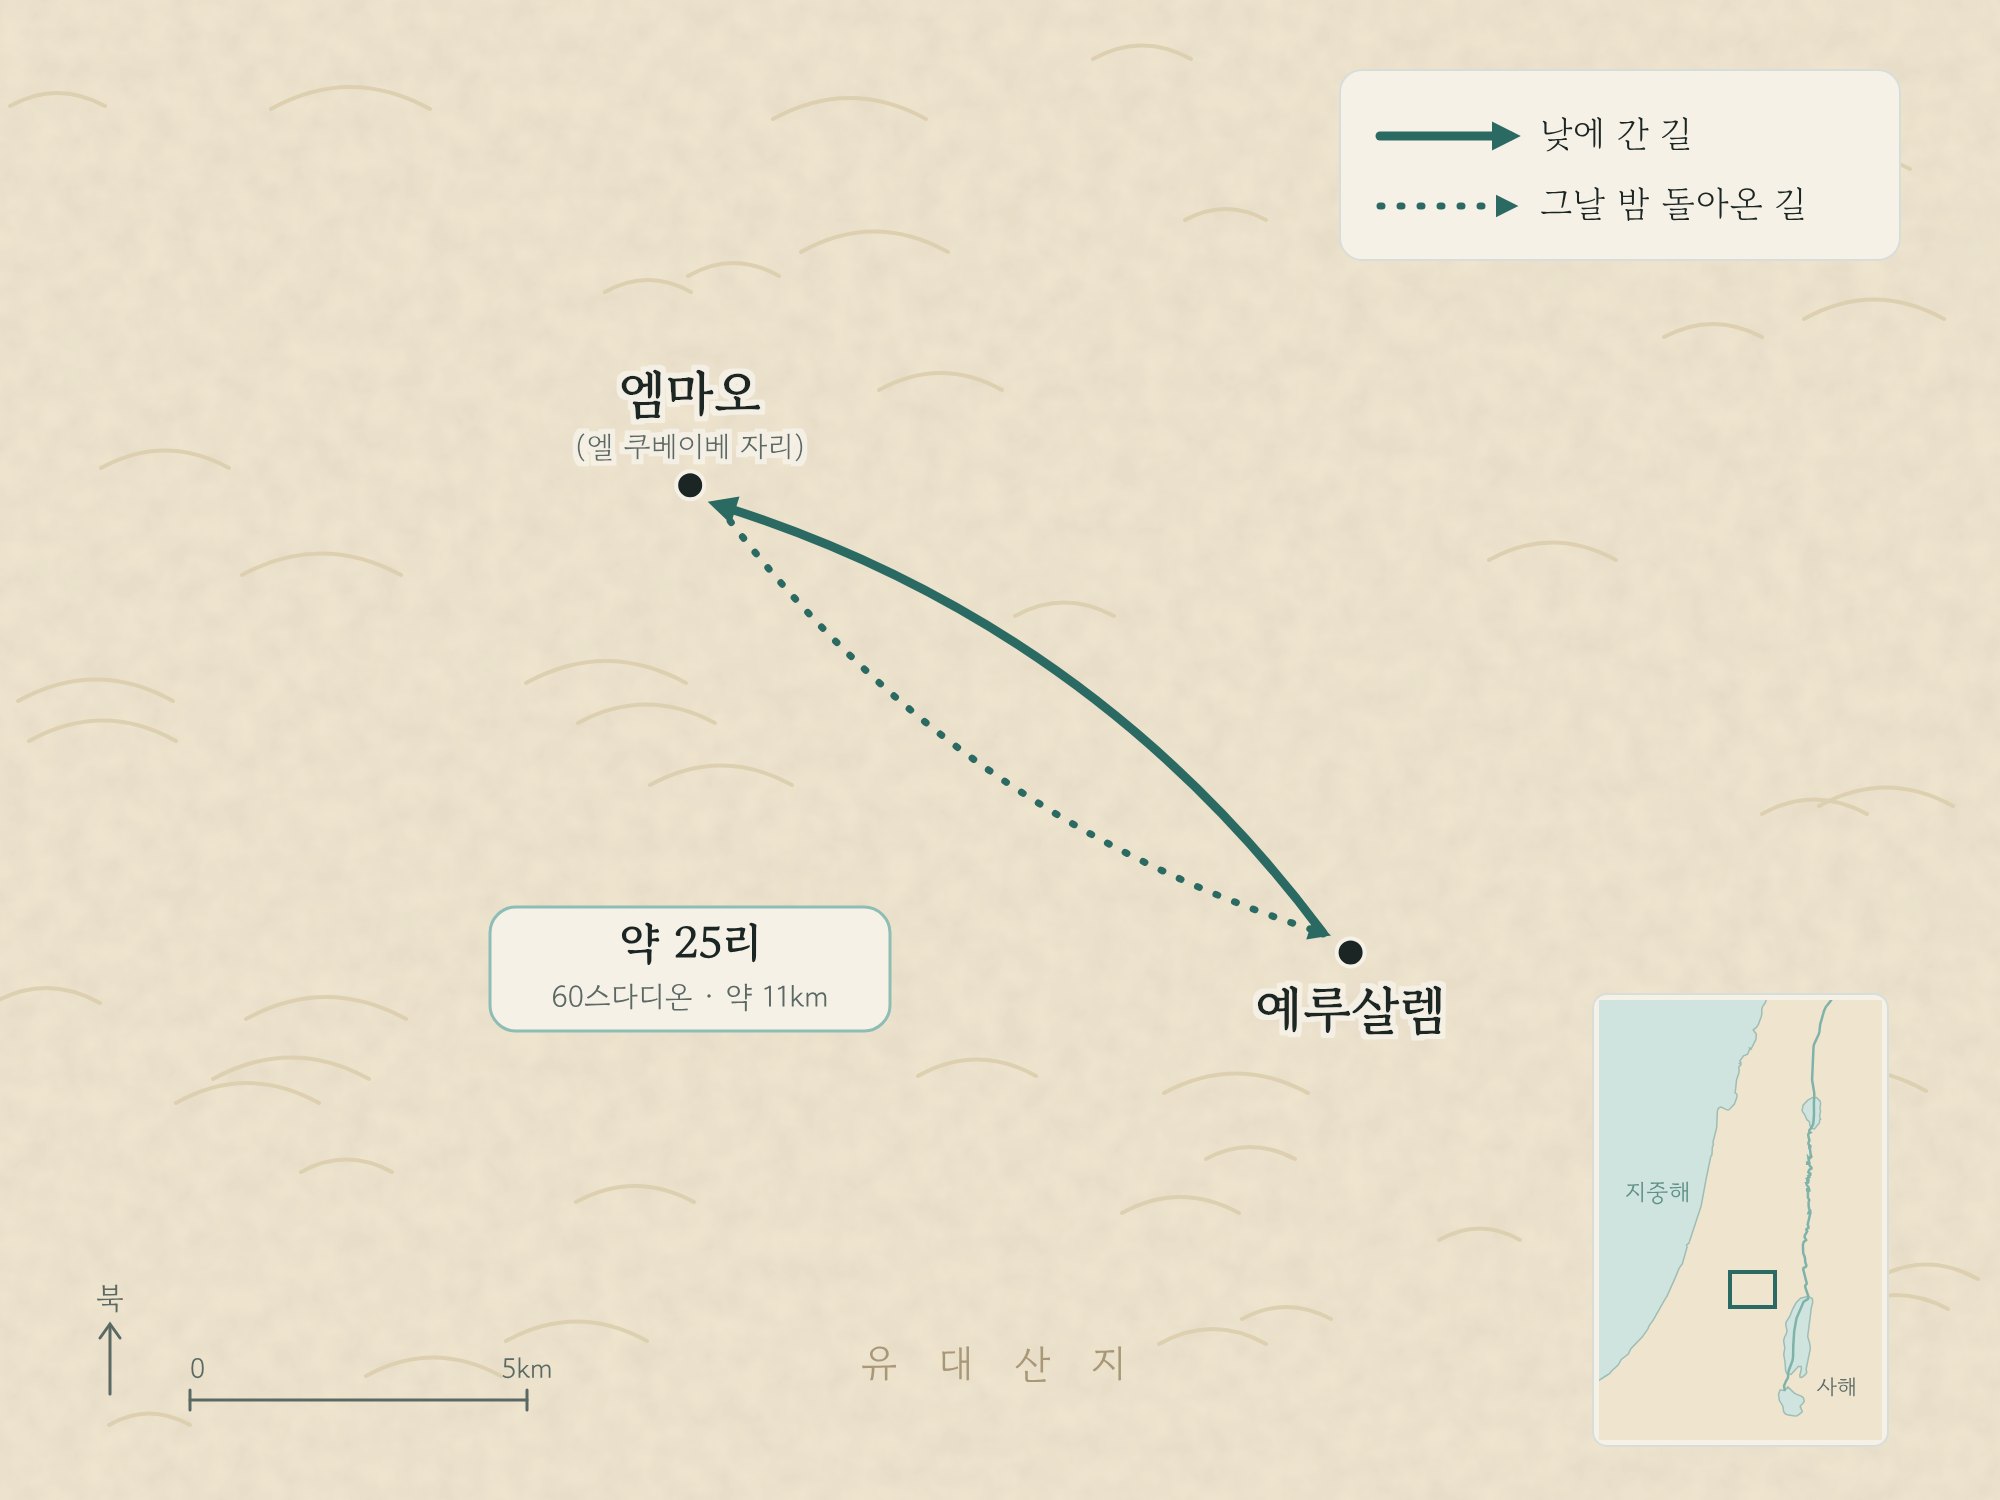 낮에 간 길
그날 밤 돌아온 길
엠마오
(엘 쿠베이베 자리)
약 25리
60스다디온 · 약 11km
예루살렘
지중해
사해
북
0 5km
유대산지